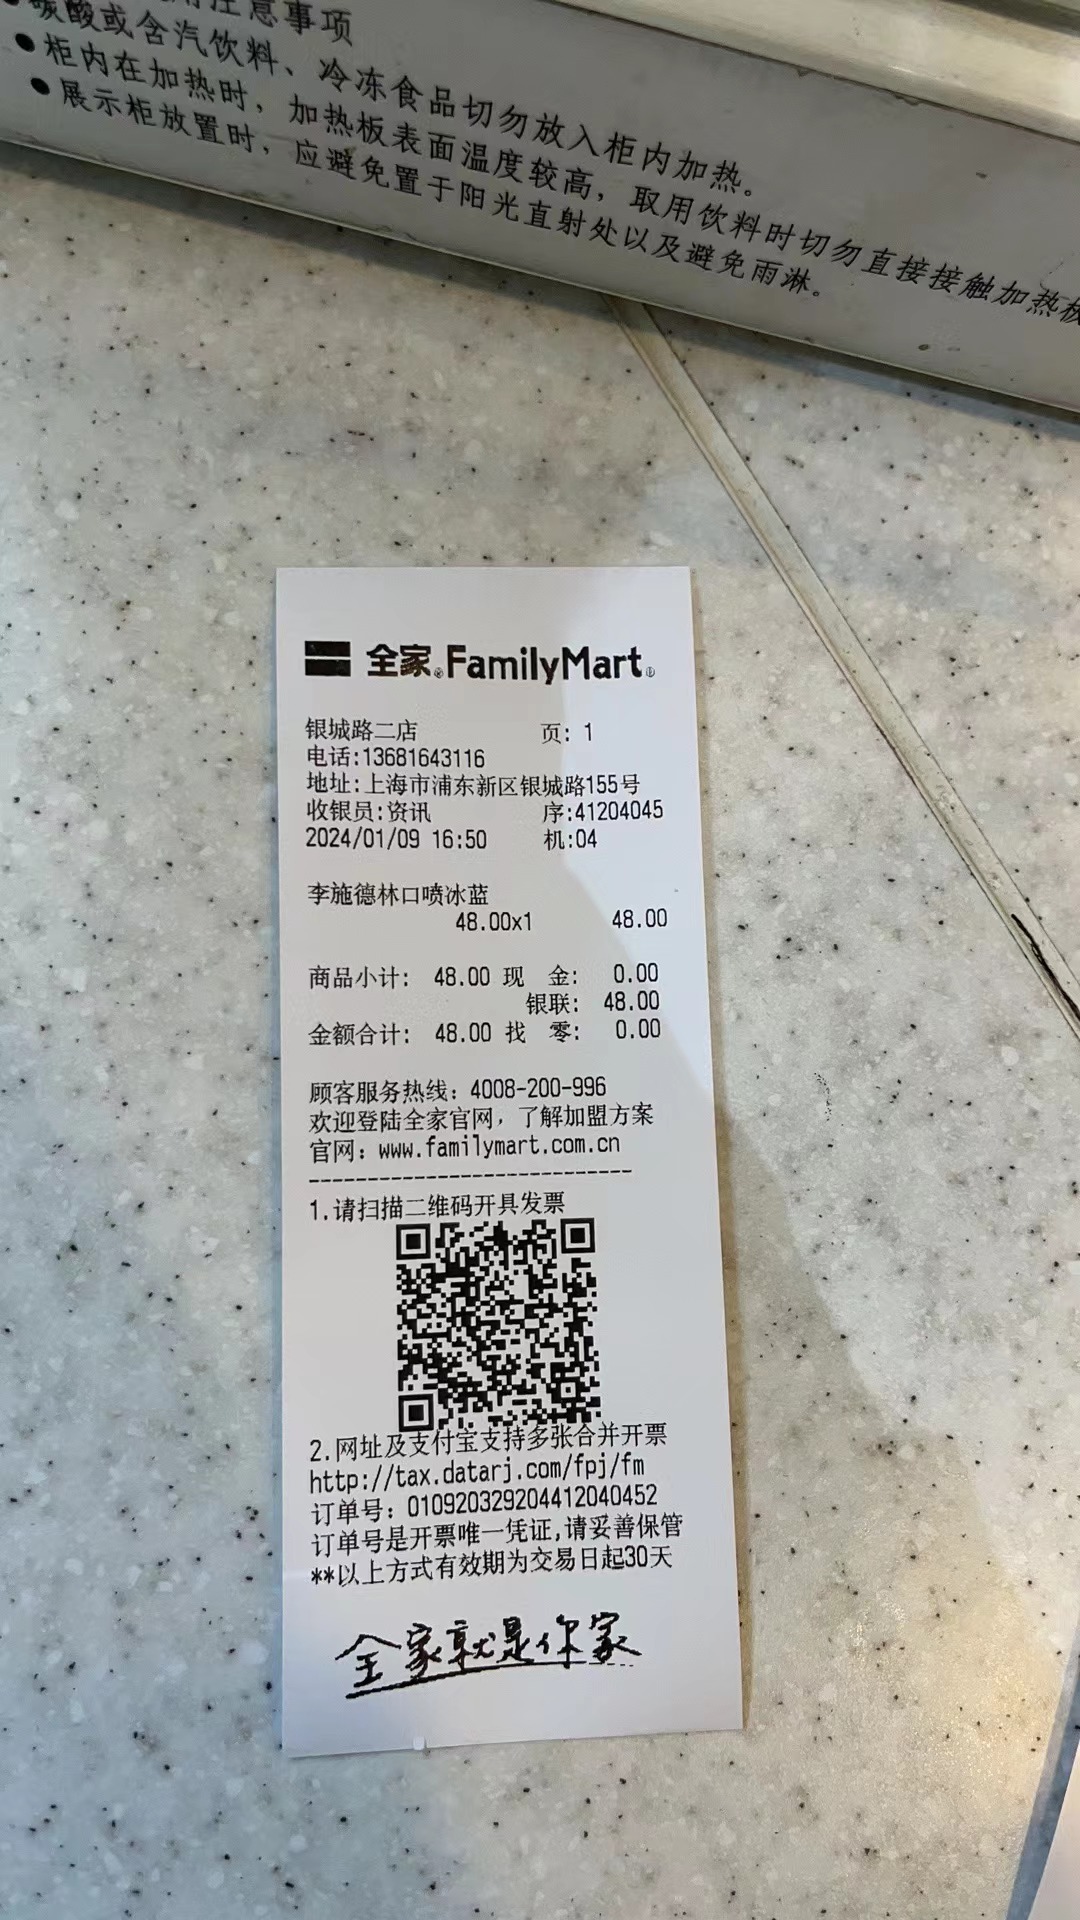 注意事项
碳酸或含汽饮料、冷冻食品切勿放入柜内加热。
●柜内在加热时，加热板表面温度较高，取用饮料时切勿直接接触加热板
●展示柜放置时，应避免置于阳光直射处以及避免雨淋。
全家®FamilyMart
银城路二店 页: 1
电话:13681643116
地址:上海市浦东新区银城路155号
收银员:资讯 序:41204045
2024/01/09 16:50 机:04
李施德林口喷冰蓝
48.00x1 48.00
商品小计: 48.00 现 金: 0.00
银联: 48.00
金额合计: 48.00 找 零: 0.00
顾客服务热线: 4008-200-996
欢迎登陆全家官网，了解加盟方案
官网: www.familymart.com.cn
----------------------------
1.请扫描二维码开具发票
2.网址及支付宝支持多张合并开票
http://tax.datarj.com/fpj/fm
订单号: 010920329204412040452
订单号是开票唯一凭证,请妥善保管
**以上方式有效期为交易日起30天
全家就是你家